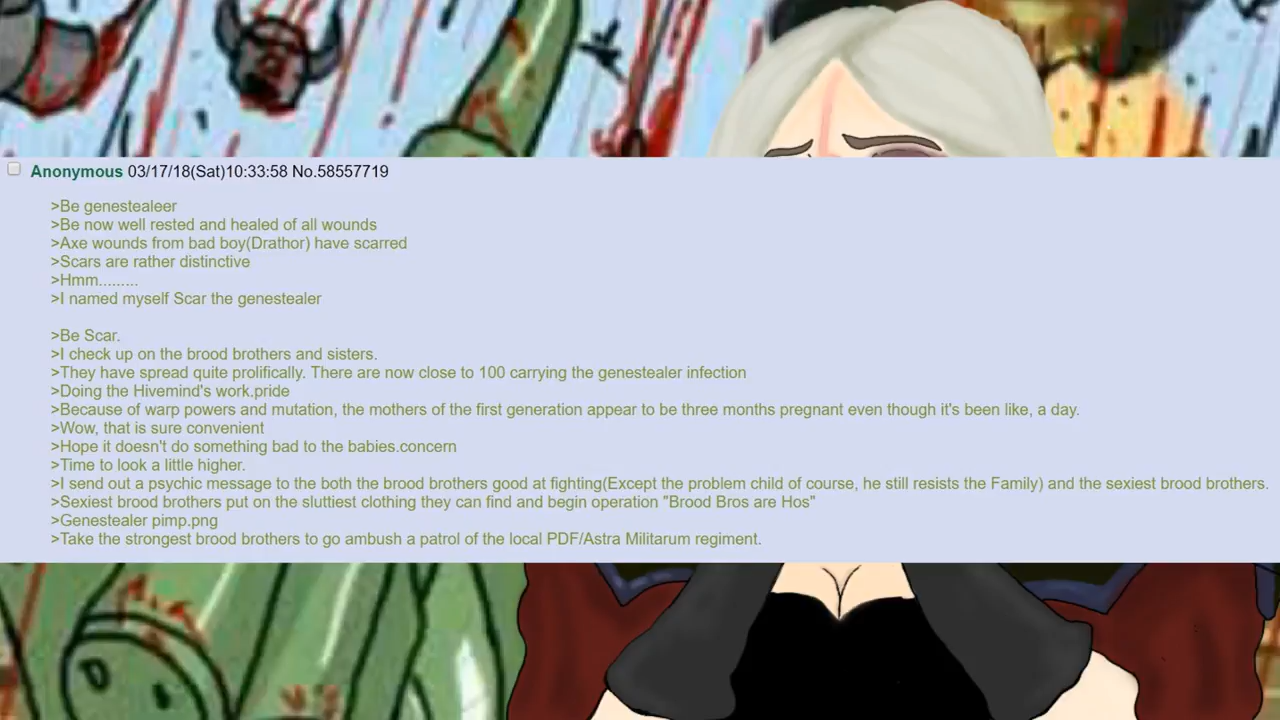 Anonymous 03/17/18(Sat)10:33:58 No.58557719
>Be genestealeer
>Be now well rested and healed of all wounds
>Axe wounds from bad boy(Drathor) have scarred
>Scars are rather distinctive
>Hmm.........
>I named myself Scar the genestealer
>Be Scar.
>I check up on the brood brothers and sisters.
>They have spread quite prolifically. There are now close to 100 carrying the genestealer infection
>Doing the Hivemind's work.pride
>Because of warp powers and mutation, the mothers of the first generation appear to be three months pregnant even though it's been like, a day.
>Wow, that is sure convenient
>Hope it doesn't do something bad to the babies.concern
>Time to look a little higher.
>I send out a psychic message to the both the brood brothers good at fighting(Except the problem child of course, he still resists the Family) and the sexiest brood brothers.
>Sexiest brood brothers put on the sluttiest clothing they can find and begin operation "Brood Bros are Hos"
>Genestealer pimp.png
>Take the strongest brood brothers to go ambush a patrol of the local PDF/Astra Militarum regiment.